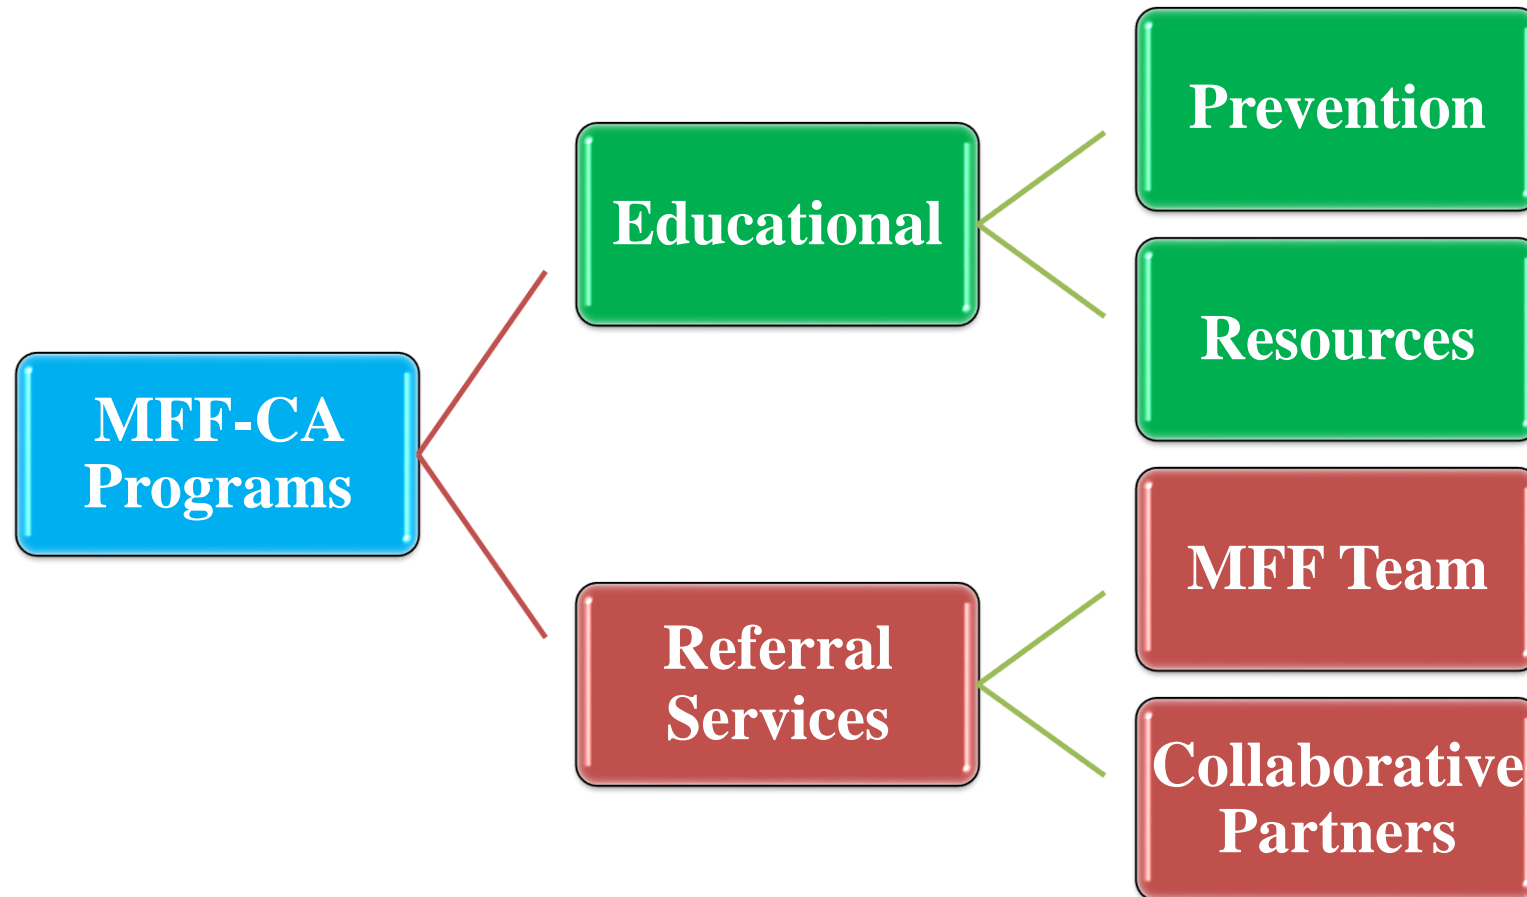 MFF-CA
Programs
Educational
Prevention
Resources
Referral
Services
MFF Team
Collaborative
Partners